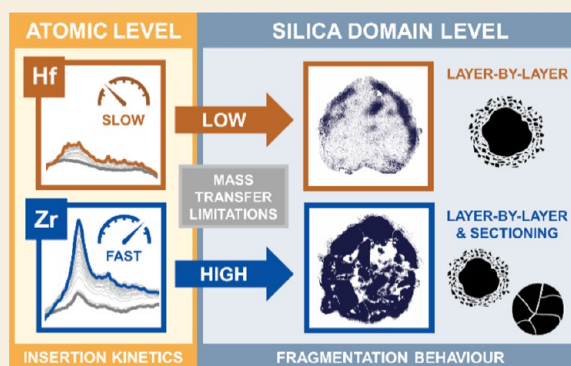 ATOMIC LEVEL
SILICA DOMAIN LEVEL
Hf
SLOW
LOW
LAYER-BY-LAYER
MASS
TRANSFER
LIMITATIONS
Zr
FAST
HIGH
LAYER-BY-LAYER
& SECTIONING
INSERTION KINETICS
FRAGMENTATION BEHAVIOUR